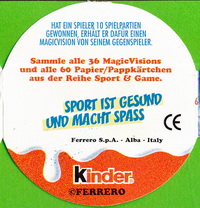 HAT EIN SPIELER 10 SPIELPARTIEN
GEWONNEN, ERHÄLT ER DAFÜR EINEN
MAGICVISION VON SEINEM GEGENSPIELER.
Sammle alle 36 MagicVisions
und alle 60 Papier/Pappkärtchen
aus der Reihe Sport & Game.
SPORT IST GESUND
UND MACHT SPASS
CE
Ferrero S.p.A. - Alba - Italy
kinder®
©FERRERO